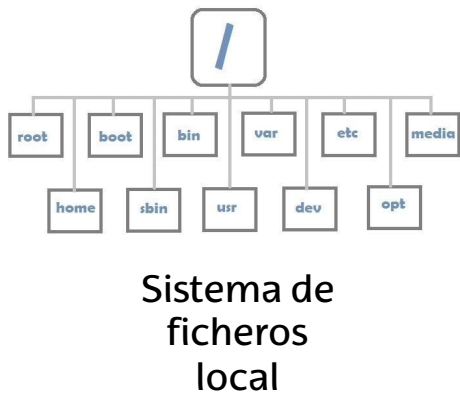 /
root
boot
bin
var
etc
media
home
sbin
usr
dev
opt
Sistema de
ficheros
local